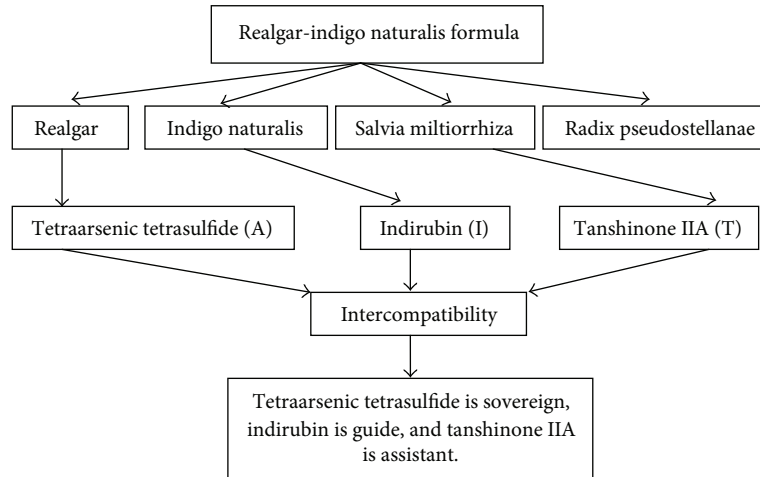 Realgar-indigo naturalis formula
Realgar
Indigo naturalis
Salvia miltiorrhiza
Radix pseudostellanae
Tetraarsenic tetrasulfide (A)
Indirubin (I)
Tanshinone IIA (T)
Intercompatibility
Tetraarsenic tetrasulfide is sovereign,
indirubin is guide, and tanshinone IIA
is assistant.